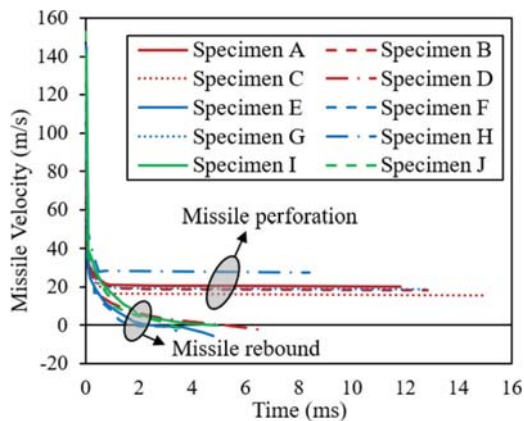 160
140
120
100
80
60
40
20
0
-20
Missile Velocity (m/s)
Specimen A
Specimen B
Specimen C
Specimen D
Specimen E
Specimen F
Specimen G
Specimen H
Specimen I
Specimen J
Missile perforation
Missile rebound
0 2 4 6 8 10 12 14 16
Time (ms)